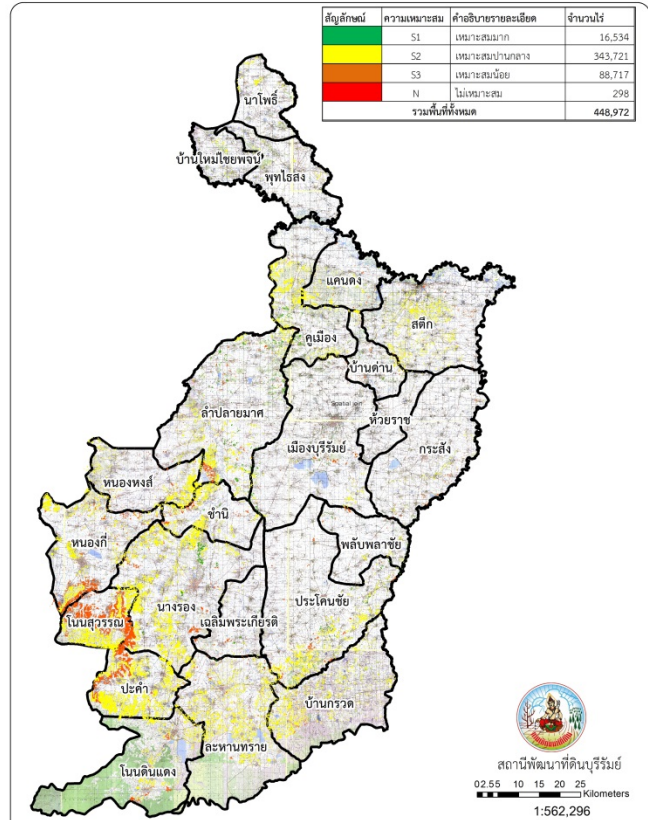 สัญลักษณ์ ความเหมาะสม คำอธิบายรายละเอียด จำนวนไร่
S1 เหมาะสมมาก 16,534
S2 เหมาะสมปานกลาง 343,721
S3 เหมาะสมน้อย 88,717
N ไม่เหมาะสม 298
รวมพื้นที่ทั้งหมด 448,972
นาโพธิ์
บ้านใหม่ไชยพจน์
พุทไธสง
แคนดง
สตึก
คูเมือง
บ้านด่าน
ลำปลายมาศ
ห้วยราช
เมืองบุรีรัมย์
กระสัง
หนองหงส์
ชำนิ
หนองกี่
พลับพลาชัย
ประโคนชัย
นางรอง
เฉลิมพระเกียรติ
โนนสุวรรณ
ปะคำ
บ้านกรวด
ละหานทราย
โนนดินแดง
สถานีพัฒนาที่ดินบุรีรัมย์
0 2.5 5 10 15 20 25
Kilometers
1:562,296